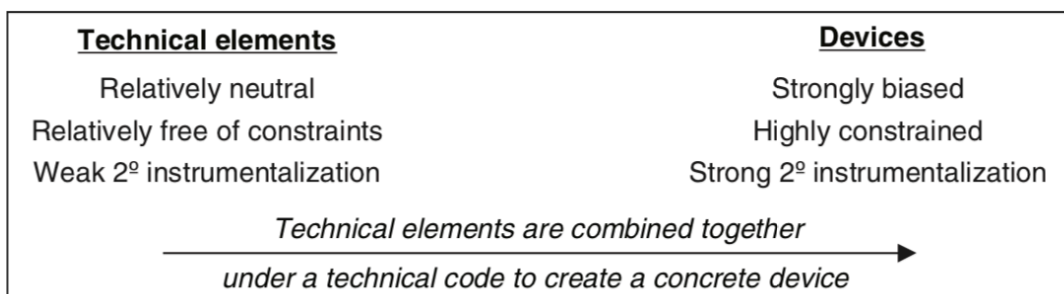 Technical elements Devices
Relatively neutral Strongly biased
Relatively free of constraints Highly constrained
Weak 2º instrumentalization Strong 2º instrumentalization
Technical elements are combined together
under a technical code to create a concrete device